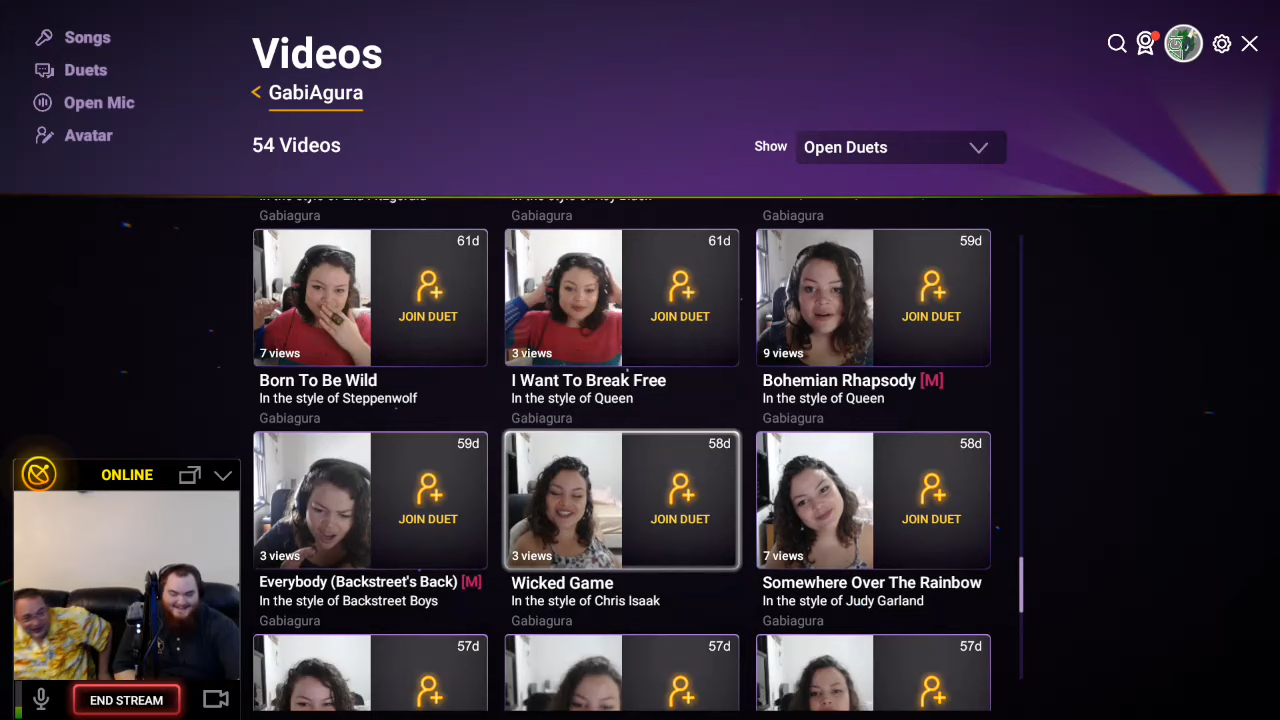 Songs
Duets
Open Mic
Avatar
Videos
< GabiAgura
54 Videos
Show
Open Duets
Gabiagura
Gabiagura
Gabiagura
61d
JOIN DUET
7 views
Born To Be Wild
In the style of Steppenwolf
Gabiagura
61d
JOIN DUET
3 views
I Want To Break Free
In the style of Queen
Gabiagura
59d
JOIN DUET
9 views
Bohemian Rhapsody [M]
In the style of Queen
Gabiagura
59d
JOIN DUET
3 views
Everybody (Backstreet's Back) [M]
In the style of Backstreet Boys
Gabiagura
58d
JOIN DUET
3 views
Wicked Game
In the style of Chris Isaak
Gabiagura
58d
JOIN DUET
7 views
Somewhere Over The Rainbow
In the style of Judy Garland
Gabiagura
57d
57d
57d
ONLINE
END STREAM